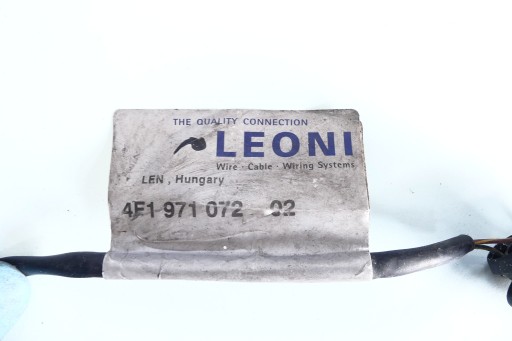 THE QUALITY CONNECTION
LEONI
Wire · Cable · Wiring Systems
LEN , Hungary
4F1 971 072 02